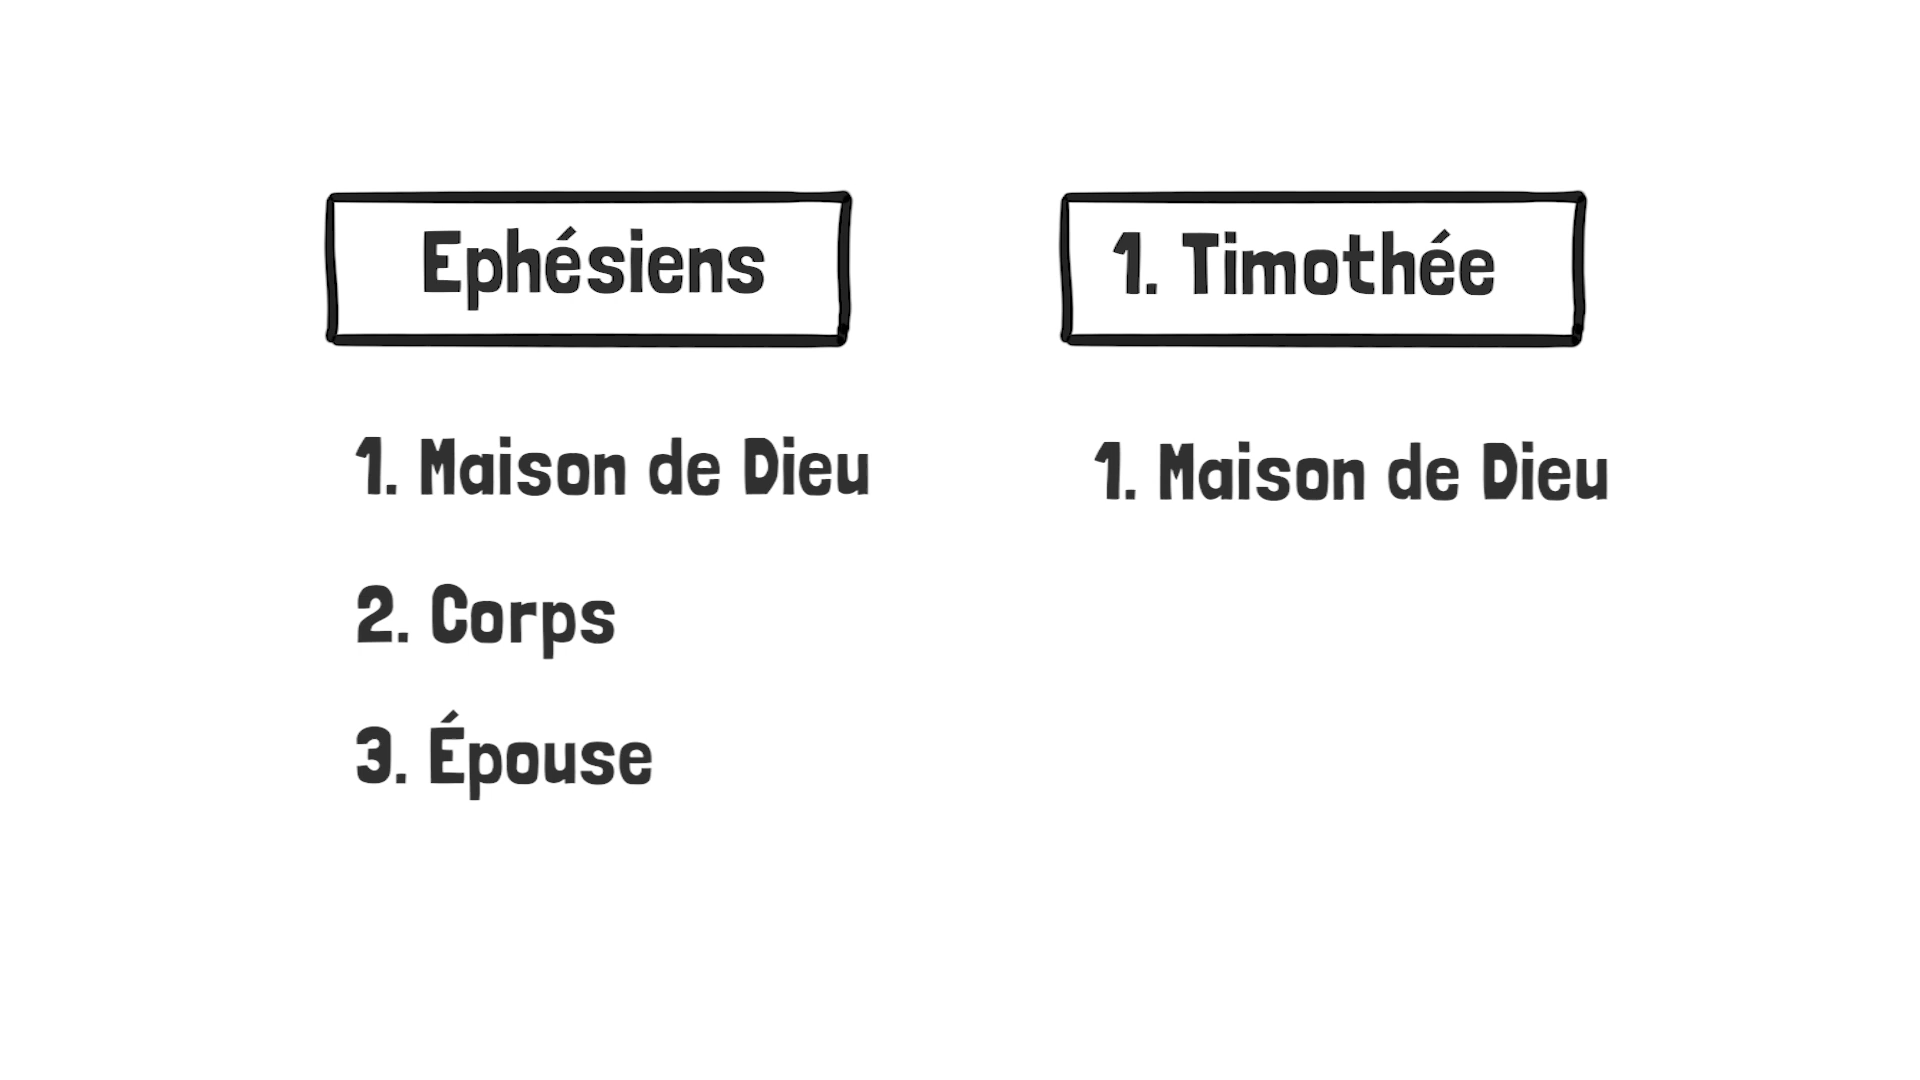 Ephésiens
1. Maison de Dieu
2. Corps
3. Épouse
1. Timothée
1. Maison de Dieu